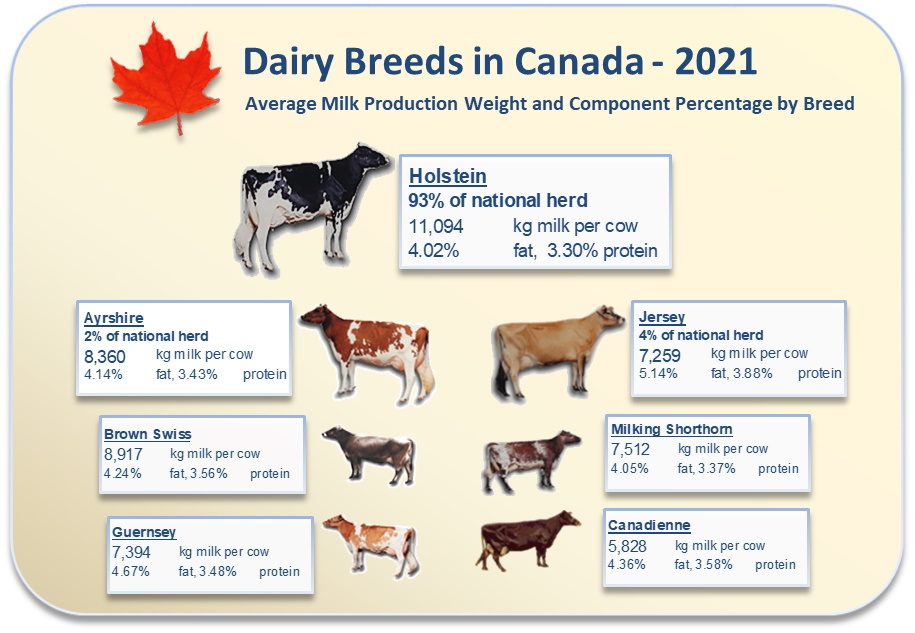 Dairy Breeds in Canada - 2021
Average Milk Production Weight and Component Percentage by Breed
Holstein
93% of national herd
11,094 kg milk per cow
4.02% fat, 3.30% protein
Ayrshire
2% of national herd
8,360 kg milk per cow
4.14% fat, 3.43% protein
Jersey
4% of national herd
7,259 kg milk per cow
5.14% fat, 3.88% protein
Brown Swiss
8,917 kg milk per cow
4.24% fat, 3.56% protein
Milking Shorthorn
7,512 kg milk per cow
4.05% fat, 3.37% protein
Guernsey
7,394 kg milk per cow
4.67% fat, 3.48% protein
Canadienne
5,828 kg milk per cow
4.36% fat, 3.58% protein